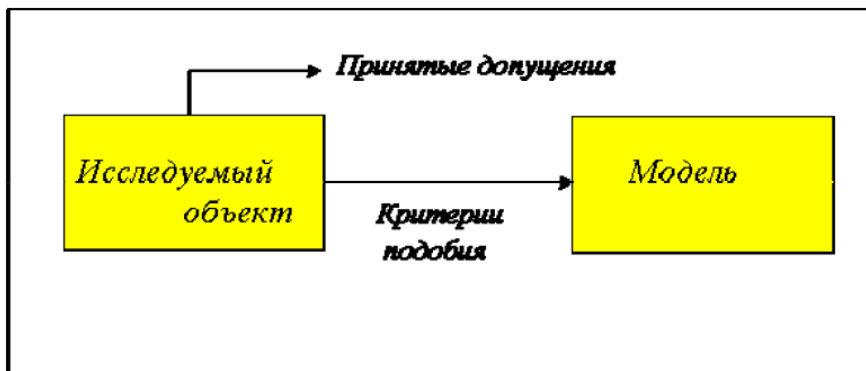 Принятые допущения
Исследуемый
объект
Модель
Критерии
подобия